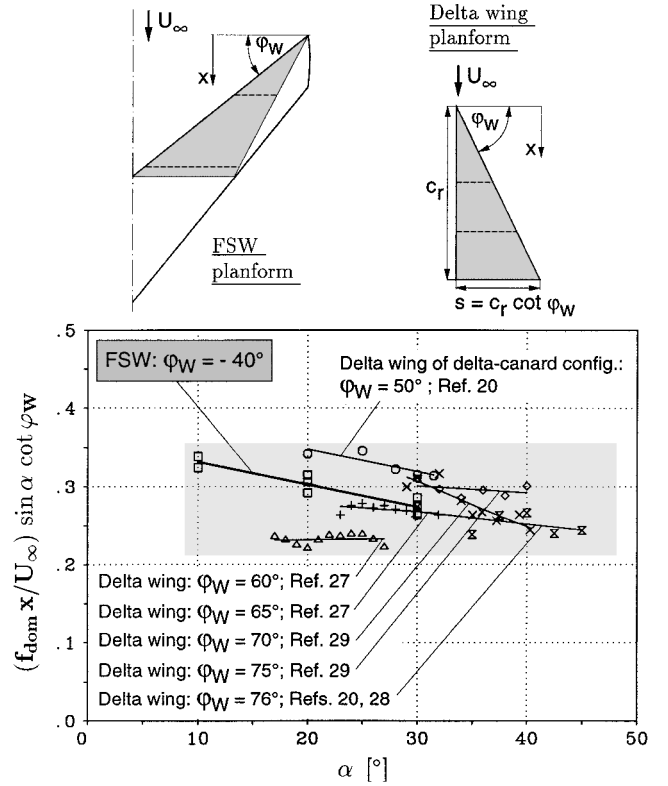 U∞
φW
x
FSW
planform
Delta wing
planform
U∞
φW
x
cr
s = cr cot φW
(fdom x/U∞) sin α cot φW
.5
.4
.3
.2
.1
.0
FSW: φW = - 40°
Delta wing of delta-canard config.:
φW = 50° ; Ref. 20
Delta wing: φW = 60°; Ref. 27
Delta wing: φW = 65°; Ref. 27
Delta wing: φW = 70°; Ref. 29
Delta wing: φW = 75°; Ref. 29
Delta wing: φW = 76°; Refs. 20, 28
0 10 20 30 40 50
α [°]